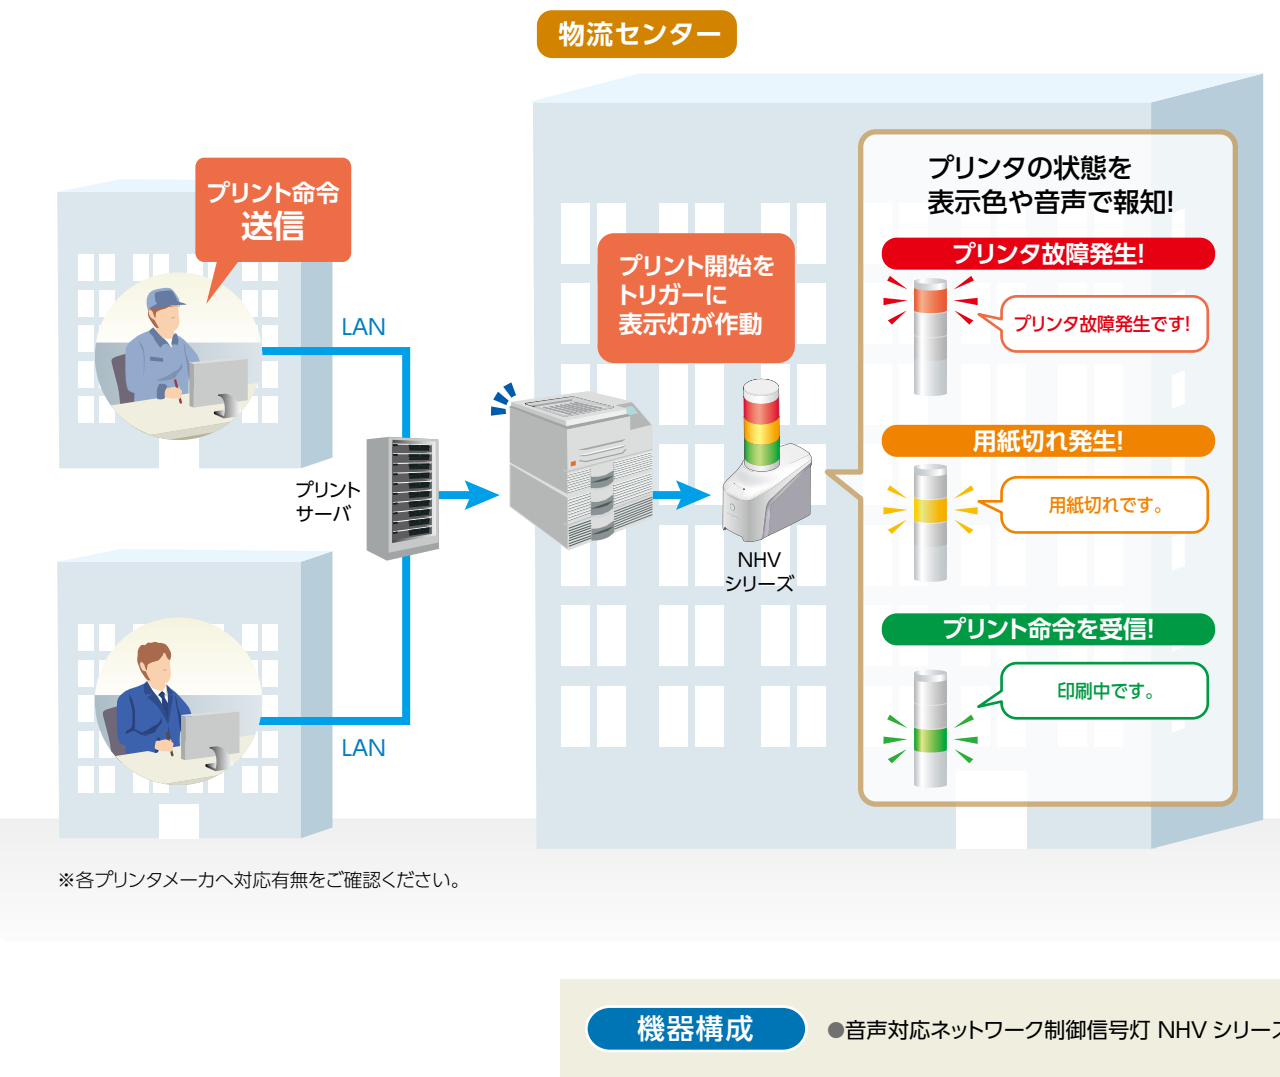 物流センター
プリント命令
送信
LAN
プリント
サーバ
LAN
プリント開始を
トリガーに
表示灯が作動
NHV
シリーズ
プリンタの状態を
表示色や音声で報知!
プリンタ故障発生!
プリンタ故障発生です!
用紙切れ発生!
用紙切れです。
プリント命令を受信!
印刷中です。
※各プリンタメーカへ対応有無をご確認ください。
機器構成
●音声対応ネットワーク制御信号灯 NHV シリーズ